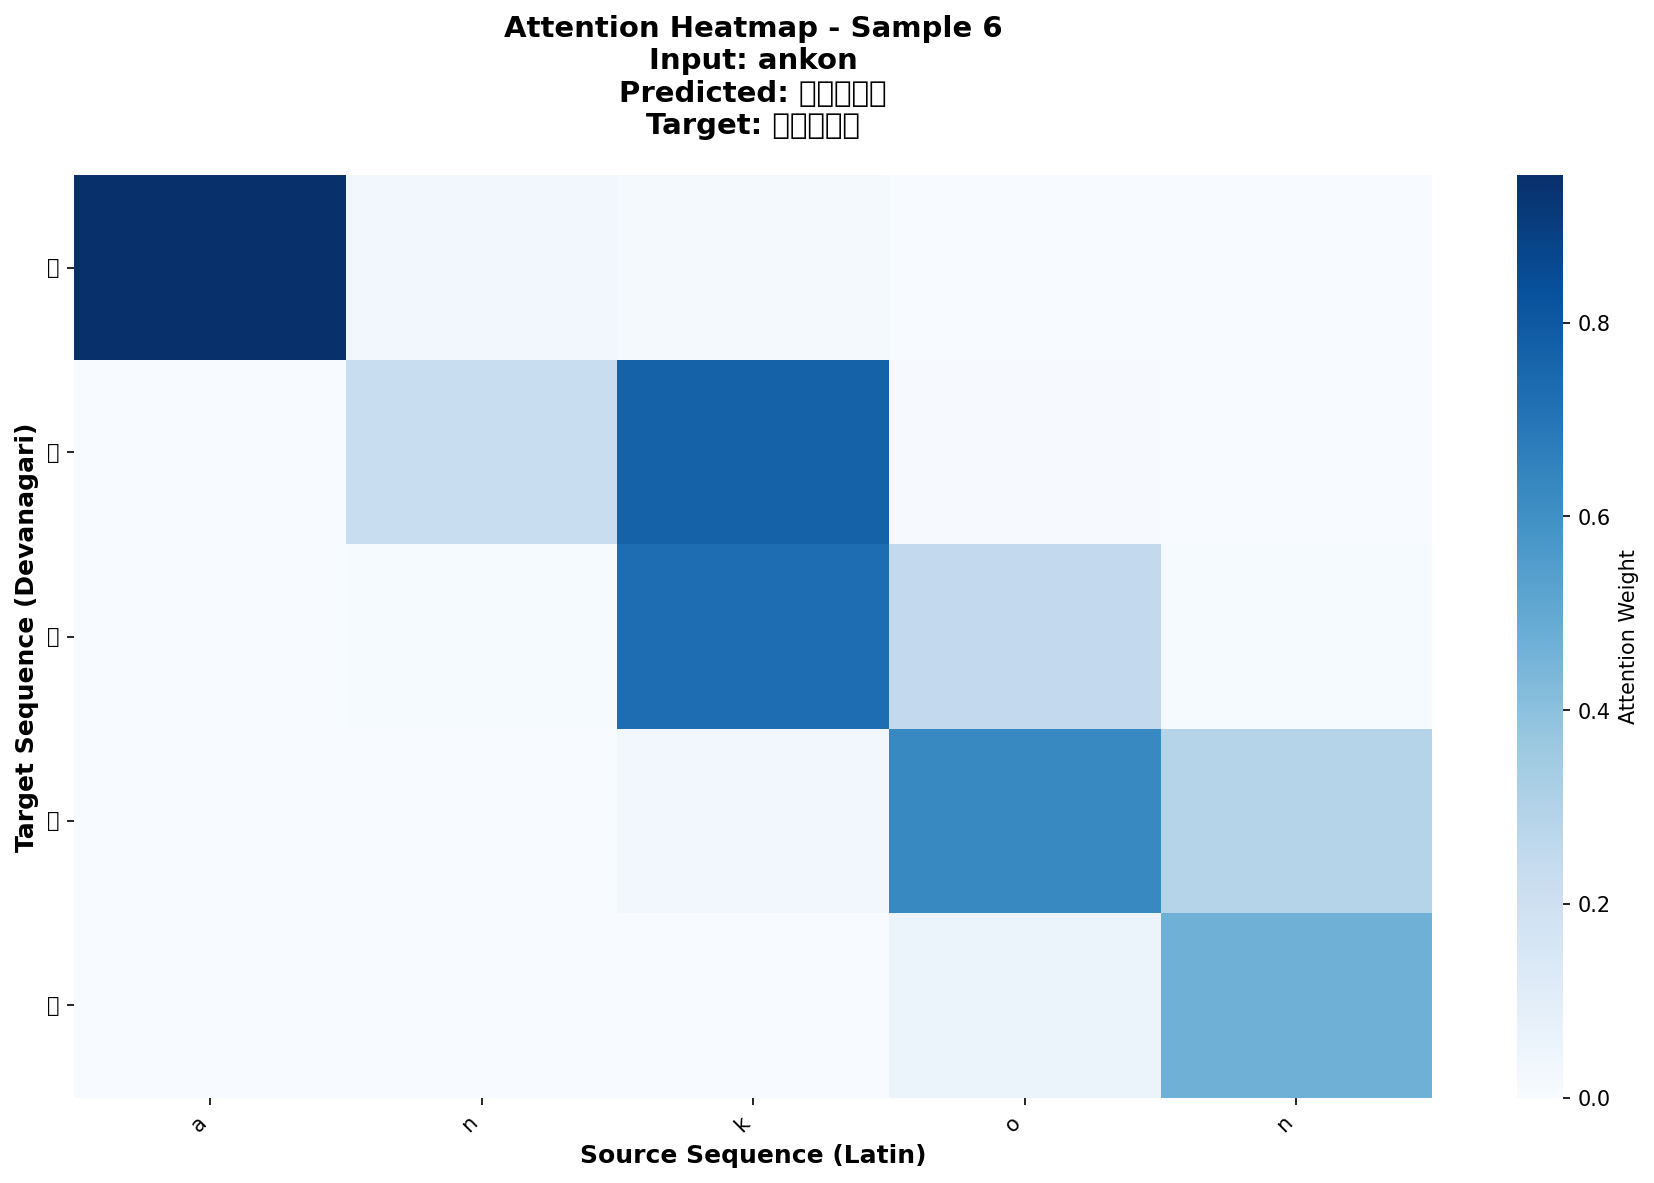 Attention Heatmap - Sample 6
Input: ankon
Predicted:
Target:
Target Sequence (Devanagari)
a
n
k
o
n
Source Sequence (Latin)
0.8
0.6
0.4
0.2
0.0
Attention Weight